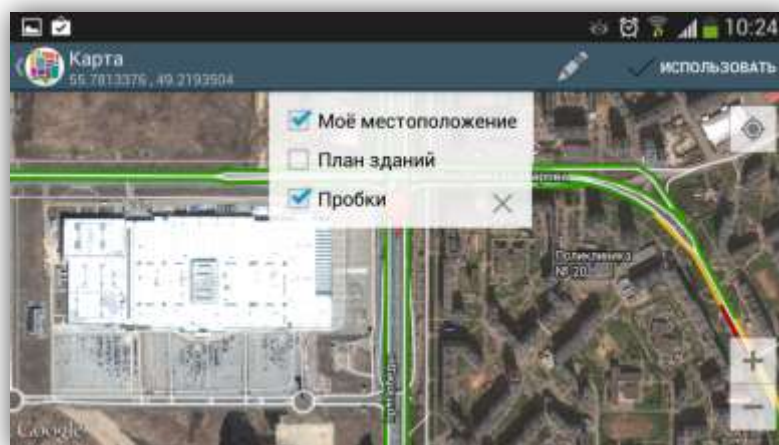 10:24
Карта
55.7813376 , 49.2193504
ИСПОЛЬЗОВАТЬ
Моё местоположение
План зданий
Пробки
Поликлиника
№ 20
Google